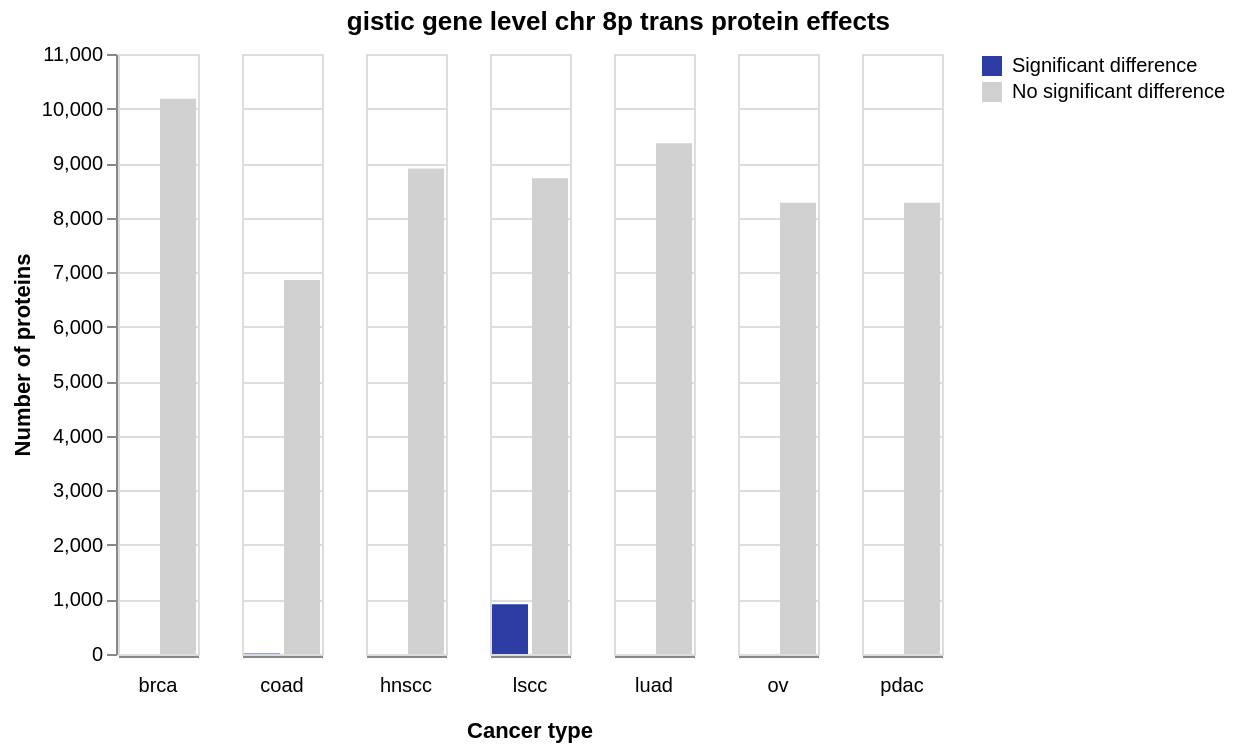 gistic gene level chr 8p trans protein effects
11,000
10,000
9,000
8,000
7,000
6,000
5,000
4,000
3,000
2,000
1,000
0
Number of proteins
brca
coad
hnscc
lscc
luad
ov
pdac
Cancer type
Significant difference
No significant difference